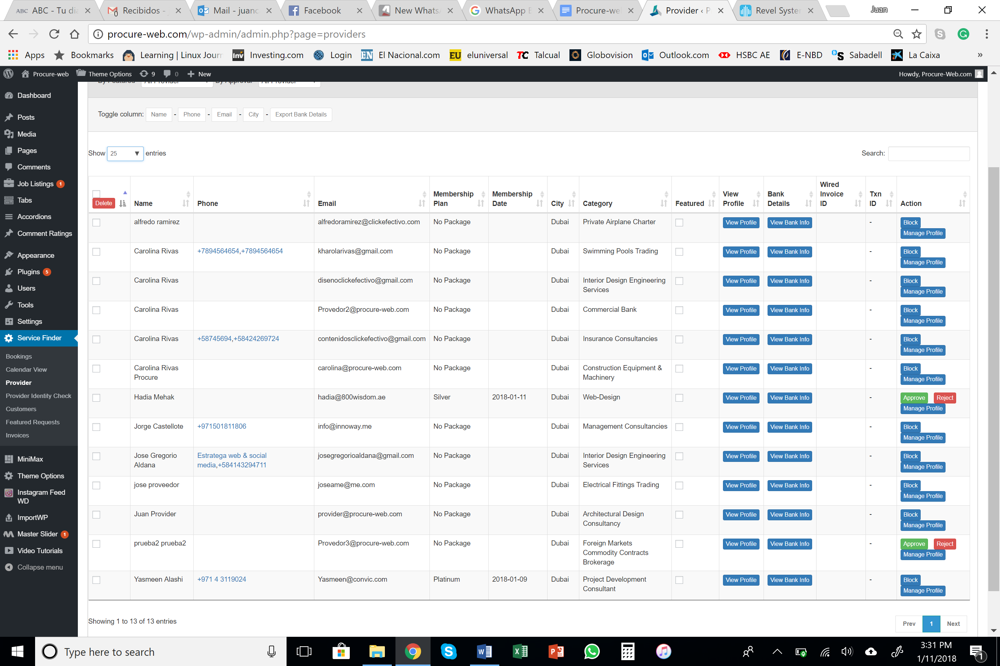 ABC ABC - Tu dia
Recibidos -
Mail - juanc
Facebook
New WhatsA
WhatsApp B
Procure-web
Provider ‹ P
Revel System
Juan
procure-web.com/wp-admin/admin.php?page=providers
Apps Bookmarks Learning | Linux Journ Investing.com Login El Nacional.com eluniversal Talcual Globovision Outlook.com HSBC AE E-NBD Sabadell La Caixa »
Procure-web Theme Options 9 0 New Howdy, Procure-Web.com
By Featured All Provider By Approval All Provider
Dashboard
Posts
Media
Pages
Comments
Job Listings 1
Tabs
Accordions
Comment Ratings
Appearance
Plugins 5
Users
Tools
Settings
Service Finder
Bookings
Calendar View
Provider
Provider Identity Check
Customers
Featured Requests
Invoices
MiniMax
Theme Options
Instagram Feed
WD
ImportWP
Master Slider 1
Video Tutorials
Collapse menu
Toggle column: Name - Phone - Email - City - Export Bank Details
Show 25 entries Search:
Delete Name Phone Email Membership Plan Membership Date City Category Featured View Profile Bank Details Wired Invoice ID Txn ID Action
alfredo ramirez alfredoramirez@clickefectivo.com No Package Dubai Private Airplane Charter View Profile View Bank Info - Block
Manage Profile
Carolina Rivas +7894564654,+7894564654 kharolarivas@gmail.com No Package Dubai Swimming Pools Trading View Profile View Bank Info - Block
Manage Profile
Carolina Rivas disenoclickefectivo@gmail.com No Package Dubai Interior Design Engineering View Profile View Bank Info - Block
Services Manage Profile
Carolina Rivas Provedor2@procure-web.com No Package Dubai Commercial Bank View Profile View Bank Info - Block
Manage Profile
Carolina Rivas +58745694,+58424269724 contenidosclickefectivo@gmail.com No Package Dubai Insurance Consultancies View Profile View Bank Info - Block
Manage Profile
Carolina Rivas carolina@procure-web.com No Package Dubai Construction Equipment & View Profile View Bank Info - Block
Procure Machinery Manage Profile
Hadia Mehak hadia@800wisdom.ae Silver 2018-01-11 Dubai Web-Design View Profile View Bank Info - Approve Reject
Manage Profile
Jorge Castellote +971501811806 info@innoway.me No Package Dubai Management Consultancies View Profile View Bank Info - Block
Manage Profile
Jose Gregorio Estratega web & social josegregorioaldana@gmail.com No Package Dubai Interior Design Engineering View Profile View Bank Info - Block
Aldana media,+584143294711 Services Manage Profile
jose proveedor joseame@me.com No Package Dubai Electrical Fittings Trading View Profile View Bank Info - Block
Manage Profile
Juan Provider provider@procure-web.com No Package Dubai Architectural Design View Profile View Bank Info - Block
Consultancy Manage Profile
prueba2 prueba2 Provedor3@procure-web.com No Package Dubai Foreign Markets View Profile View Bank Info - Approve Reject
Commodity Contracts Manage Profile
Brokerage
Yasmeen Alashi +971 4 3119024 Yasmeen@convic.com Platinum 2018-01-09 Dubai Project Development View Profile View Bank Info - Block
Consultant Manage Profile
Showing 1 to 13 of 13 entries Prev 1 Next
Type here to search
3:31 PM
1/11/2018
1